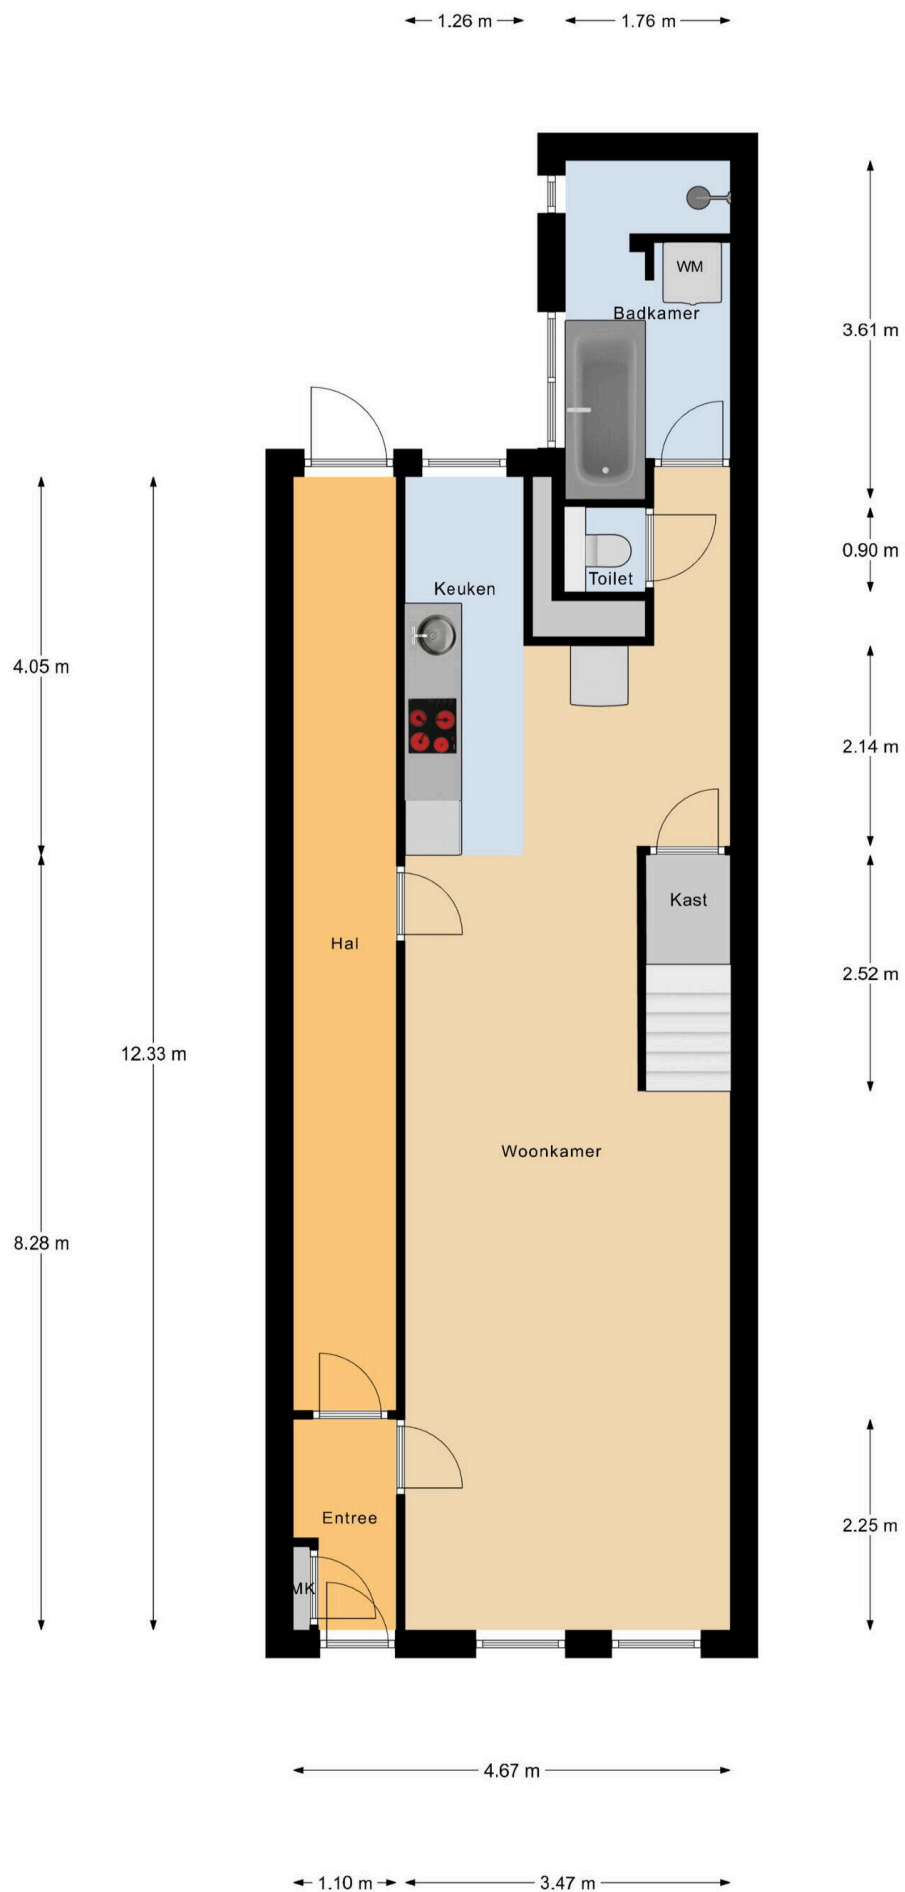 1.26 m
1.76 m
WM
Badkamer
3.61 m
0.90 m
Toilet
Keuken
4.05 m
2.14 m
Kast
Hal
2.52 m
12.33 m
Woonkamer
8.28 m
Entree
2.25 m
MK
4.67 m
1.10 m
3.47 m